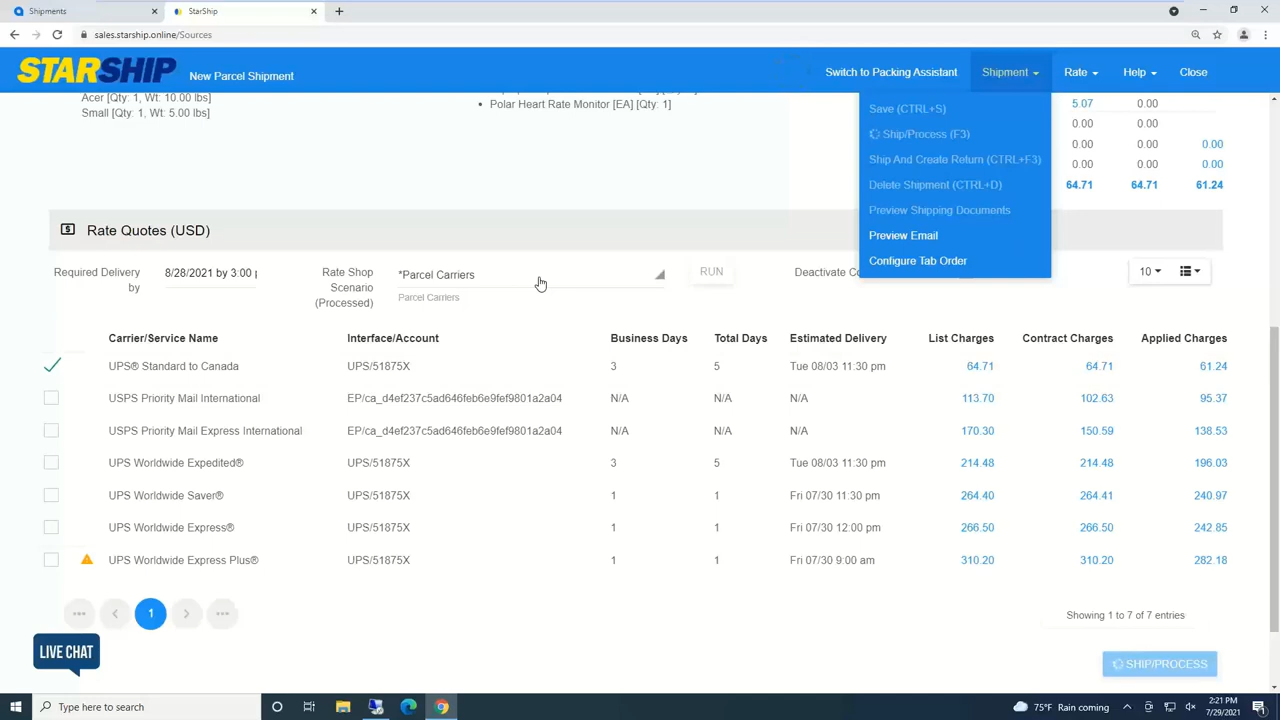 Shipments
StarShip
sales.starship.online/Sources
STARSHIP
New Parcel Shipment
Switch to Packing Assistant
Shipment
Rate
Help
Close
Acer [Qty: 1, Wt: 10.00 lbs]
Small [Qty: 1, Wt: 5.00 lbs]
Polar Heart Rate Monitor [EA] [Qty: 1]
Save (CTRL+S)
Ship/Process (F3)
Ship And Create Return (CTRL+F3)
Delete Shipment (CTRL+D)
Preview Shipping Documents
Preview Email
Configure Tab Order
5.07 0.00
0.00 0.00
0.00 0.00 0.00
0.00 0.00 0.00
64.71 64.71 61.24
Rate Quotes (USD)
Required Delivery
by
8/28/2021 by 3:00 p
Rate Shop
Scenario
(Processed)
*Parcel Carriers
Parcel Carriers
RUN
Deactivate Co
10
Carrier/Service Name Interface/Account Business Days Total Days Estimated Delivery List Charges Contract Charges Applied Charges
UPS® Standard to Canada UPS/51875X 3 5 Tue 08/03 11:30 pm 64.71 64.71 61.24
USPS Priority Mail International EP/ca_d4ef237c5ad646feb6e9fef9801a2a04 N/A N/A N/A 113.70 102.63 95.37
USPS Priority Mail Express International EP/ca_d4ef237c5ad646feb6e9fef9801a2a04 N/A N/A N/A 170.30 150.59 138.53
UPS Worldwide Expedited® UPS/51875X 3 5 Tue 08/03 11:30 pm 214.48 214.48 196.03
UPS Worldwide Saver® UPS/51875X 1 1 Fri 07/30 11:30 pm 264.40 264.41 240.97
UPS Worldwide Express® UPS/51875X 1 1 Fri 07/30 12:00 pm 266.50 266.50 242.85
UPS Worldwide Express Plus® UPS/51875X 1 1 Fri 07/30 9:00 am 310.20 310.20 282.18
1
Showing 1 to 7 of 7 entries
LIVE CHAT
SHIP/PROCESS
Type here to search
75°F Rain coming
2:21 PM
7/29/2021